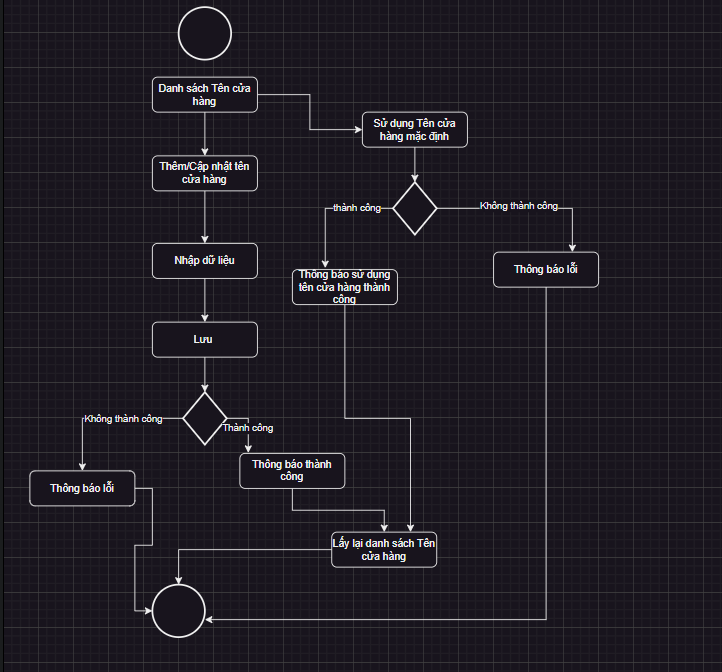 Danh sách Tên cửa
hàng
Sử dụng Tên cửa
hàng mặc định
Thêm/Cập nhật tên
cửa hàng
thành công
Không thành công
Nhập dữ liệu
Thông báo sử dụng
tên cửa hàng thành
công
Thông báo lỗi
Lưu
Không thành công
Thành công
Thông báo thành
công
Thông báo lỗi
Lấy lại danh sách Tên
cửa hàng